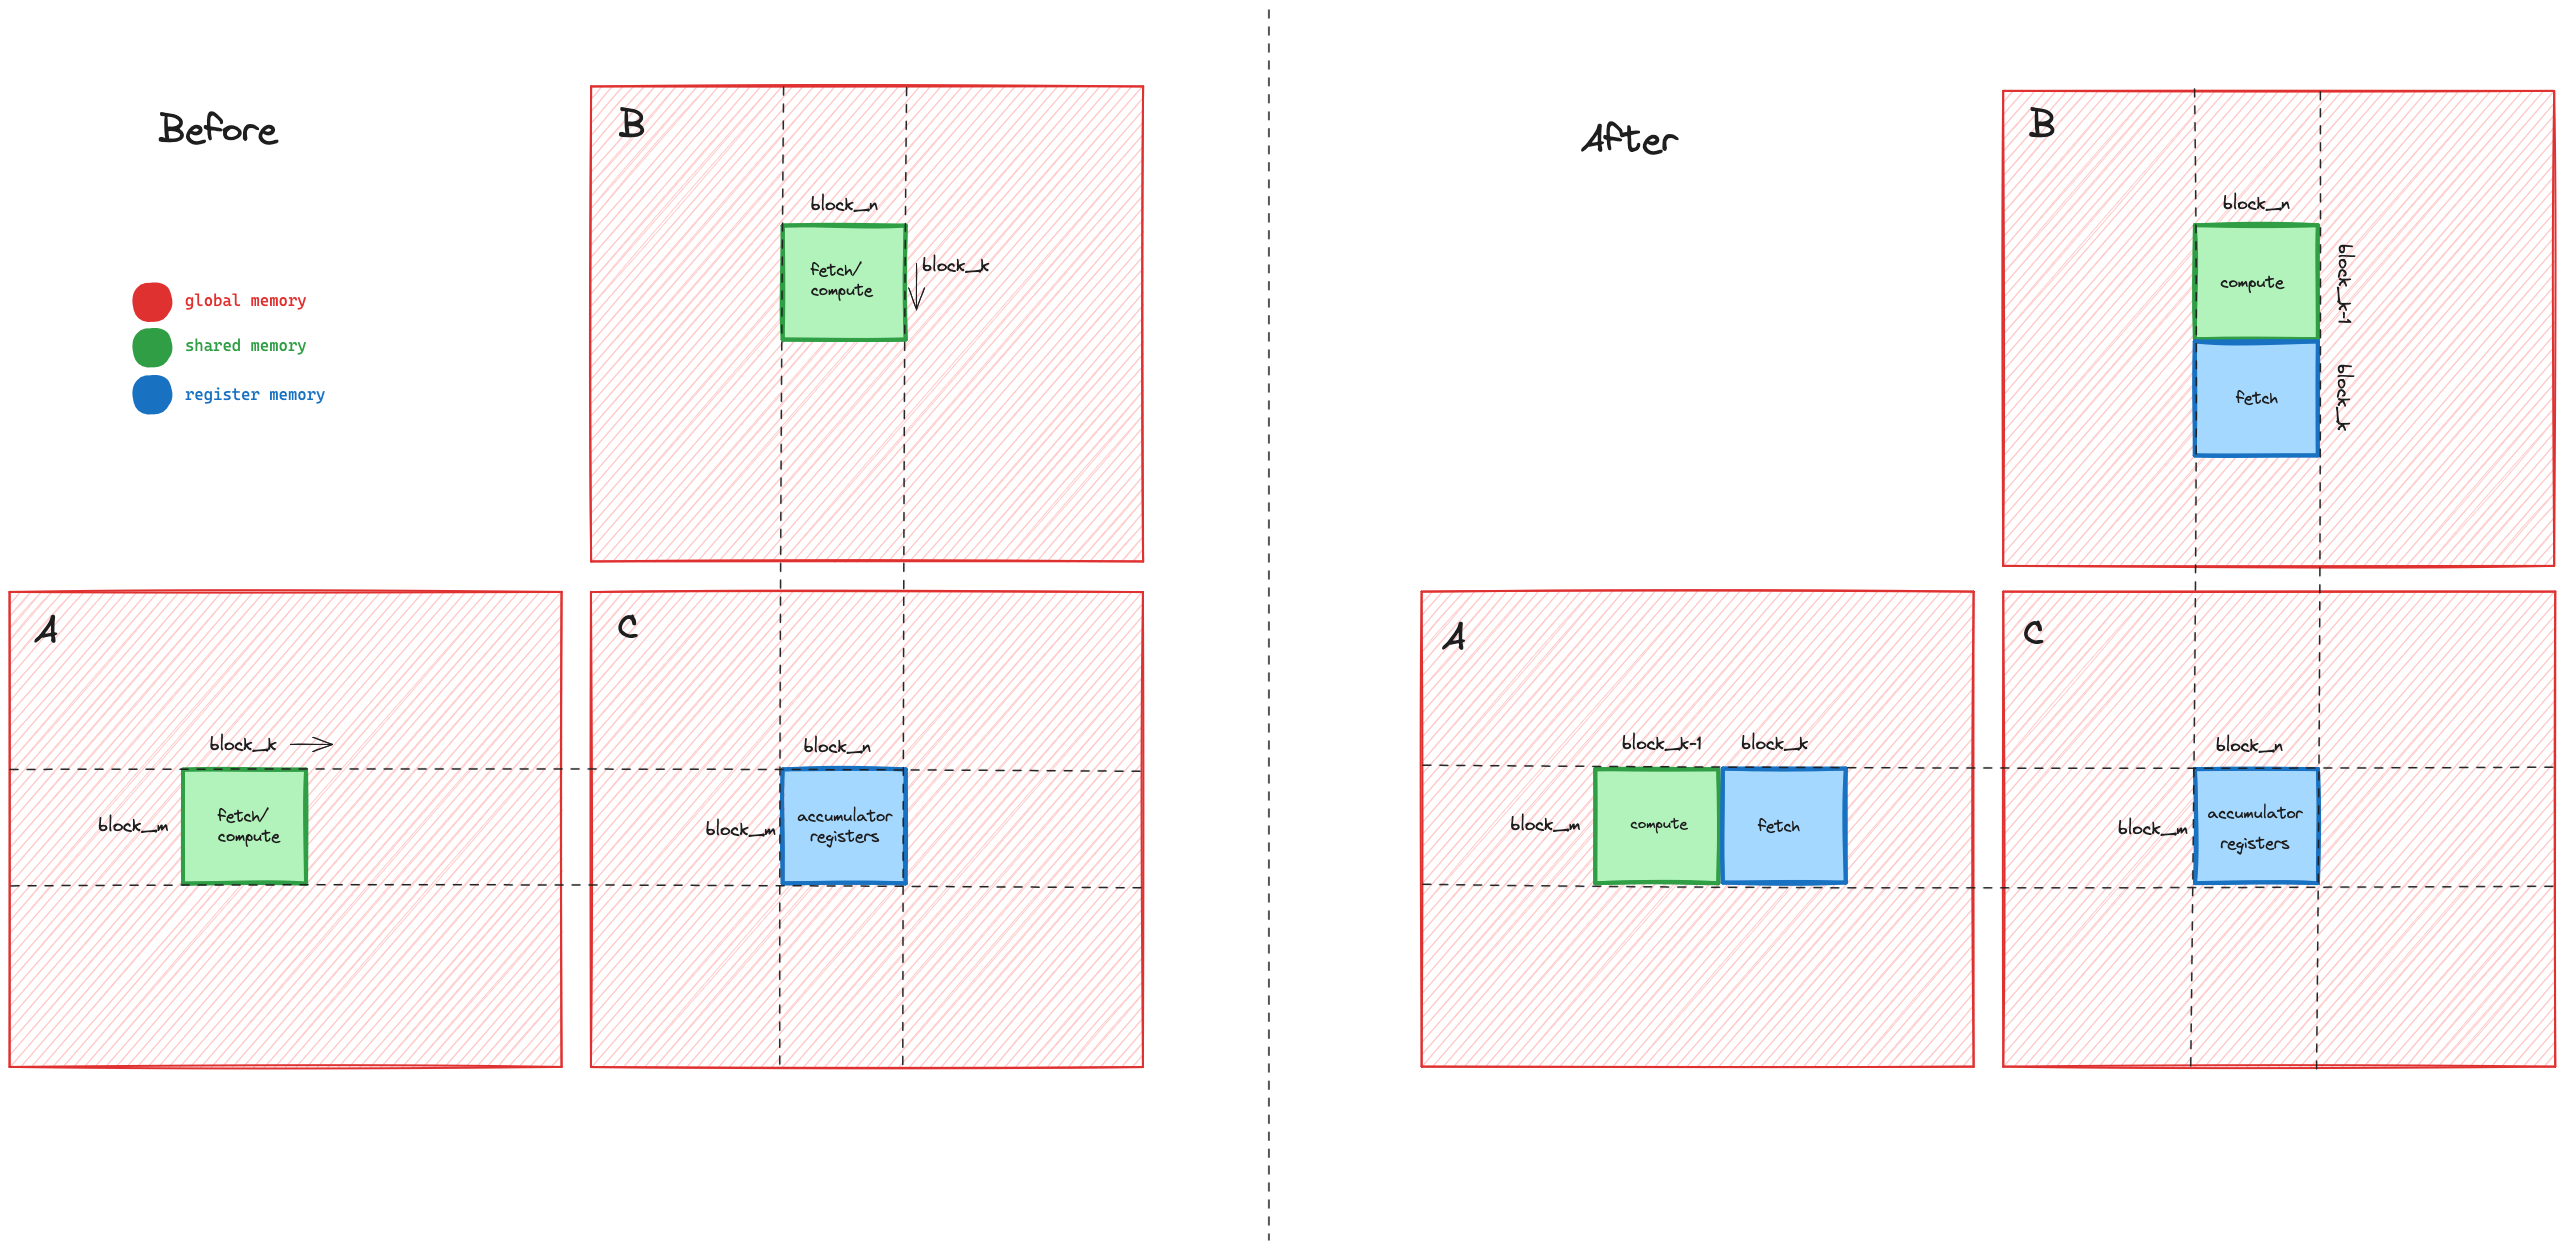 Before
global memory
shared memory
register memory
B
block_n
fetch/
compute
block_k
A
block_k
block_m
fetch/
compute
C
block_n
block_m
accumulator
registers
After
B
block_n
compute
block_k-1
fetch
block_k
A
block_k-1
block_k
block_m
compute
fetch
C
block_n
block_m
accumulator
registers